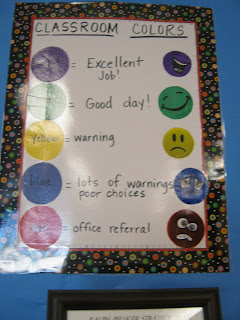 CLASSROOM COLORS
= Excellent
Job!
= Good day!
yellow = warning
blue = lots of warnings
poor choices
= office referral